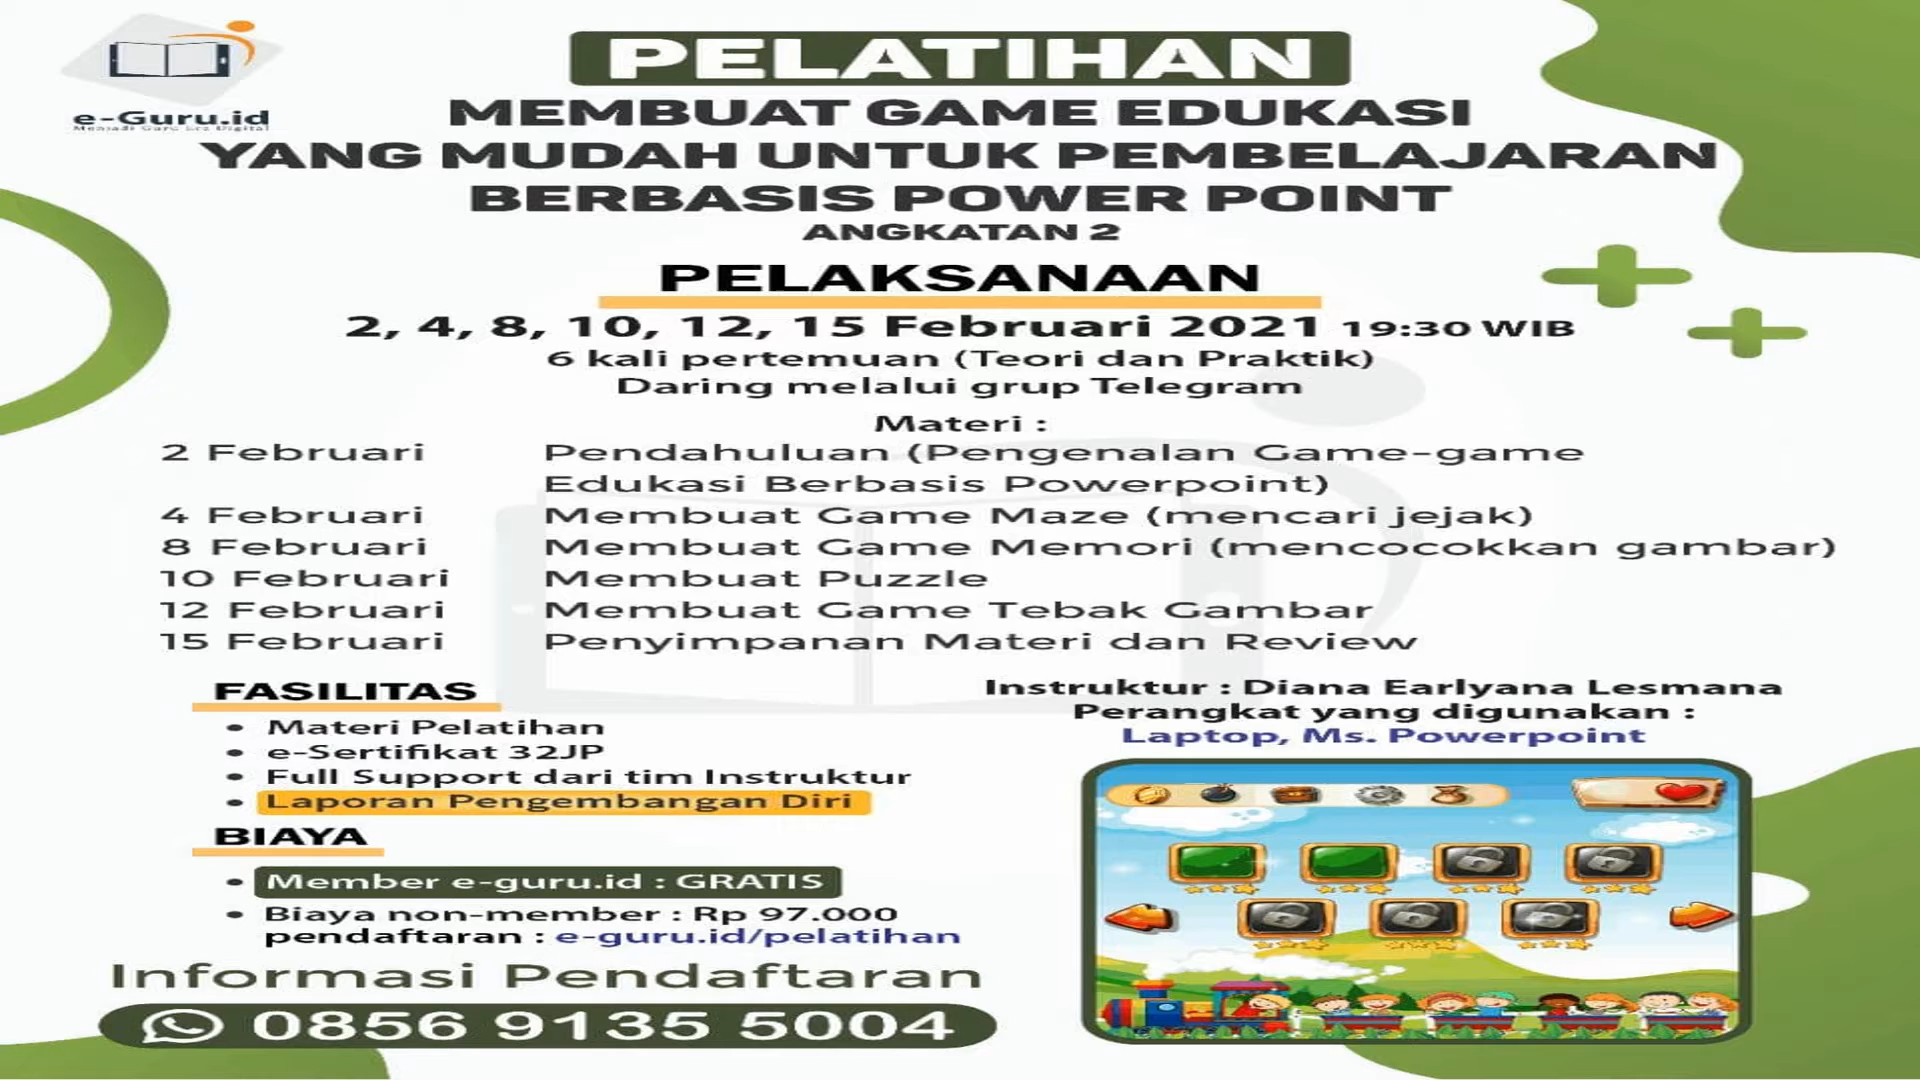 e-Guru.id
Menjadi Guru Era Digital
PELATIHAN
MEMBUAT GAME EDUKASI
YANG MUDAH UNTUK PEMBELAJARAN
BERBASIS POWER POINT
ANGKATAN 2
PELAKSANAAN
2, 4, 8, 10, 12, 15 Februari 2021 19:30 WIB
6 kali pertemuan (Teori dan Praktik)
Daring melalui grup Telegram
Materi :
2 Februari Pendahuluan (Pengenalan Game-game
Edukasi Berbasis Powerpoint)
4 Februari Membuat Game Maze (mencari jejak)
8 Februari Membuat Game Memori (mencocokkan gambar)
10 Februari Membuat Puzzle
12 Februari Membuat Game Tebak Gambar
15 Februari Penyimpanan Materi dan Review
FASILITAS
• Materi Pelatihan
• e-Sertifikat 32JP
• Full Support dari tim Instruktur
• Laporan Pengembangan Diri
BIAYA
• Member e-guru.id : GRATIS
• Biaya non-member : Rp 97.000
pendaftaran : e-guru.id/pelatihan
Informasi Pendaftaran
0856 9135 5004
Instruktur : Diana Earlyana Lesmana
Perangkat yang digunakan :
Laptop, Ms. Powerpoint